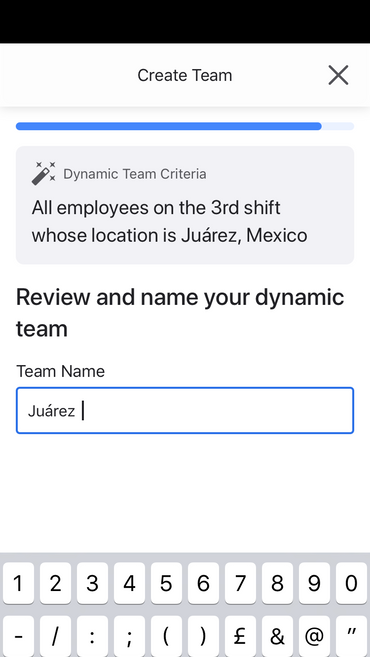 Create Team
Dynamic Team Criteria
All employees on the 3rd shift
whose location is Juárez, Mexico
Review and name your dynamic
team
Team Name
Juárez
1 2 3 4 5 6 7 8 9 0
- / : ; ( ) £ & @ ”